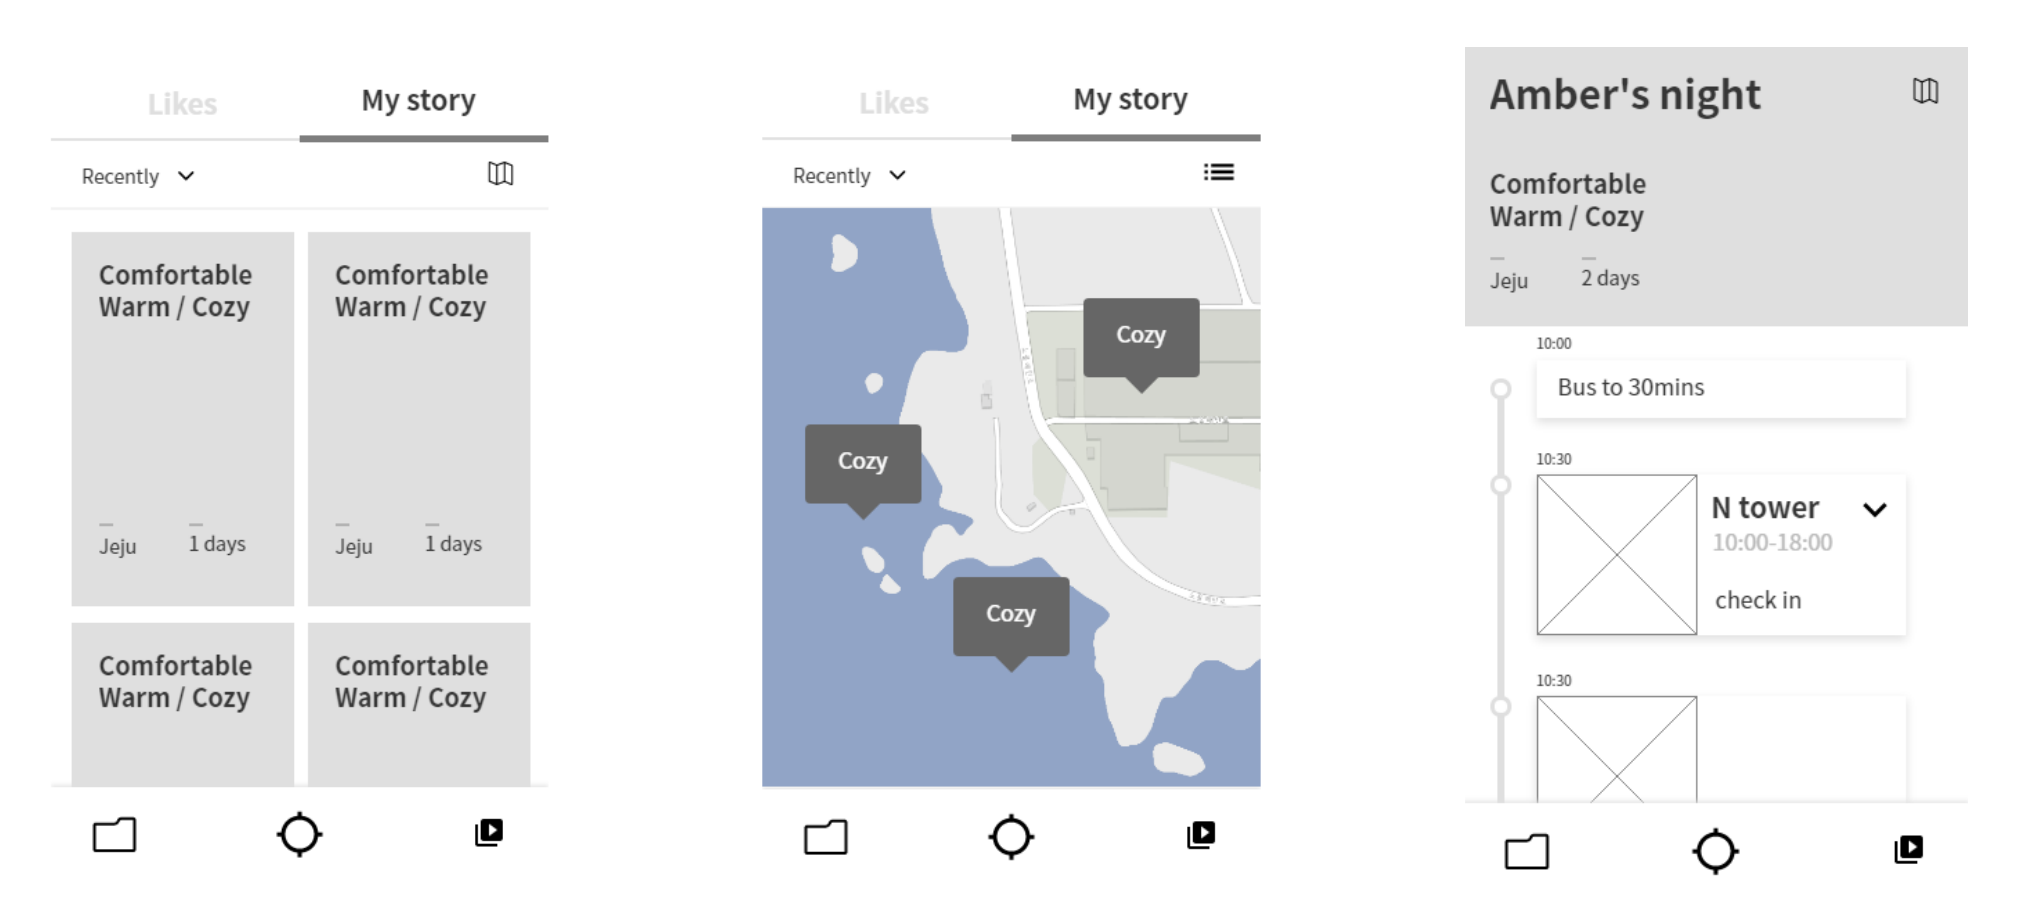 Likes
My story
Recently
Comfortable
Warm / Cozy
Jeju
1 days
Comfortable
Warm / Cozy
Jeju
1 days
Comfortable
Warm / Cozy
Comfortable
Warm / Cozy
Likes
My story
Recently
Cozy
Cozy
Cozy
Amber's night
Comfortable
Warm / Cozy
Jeju
2 days
10:00
Bus to 30mins
10:30
N tower
10:00-18:00
check in
10:30